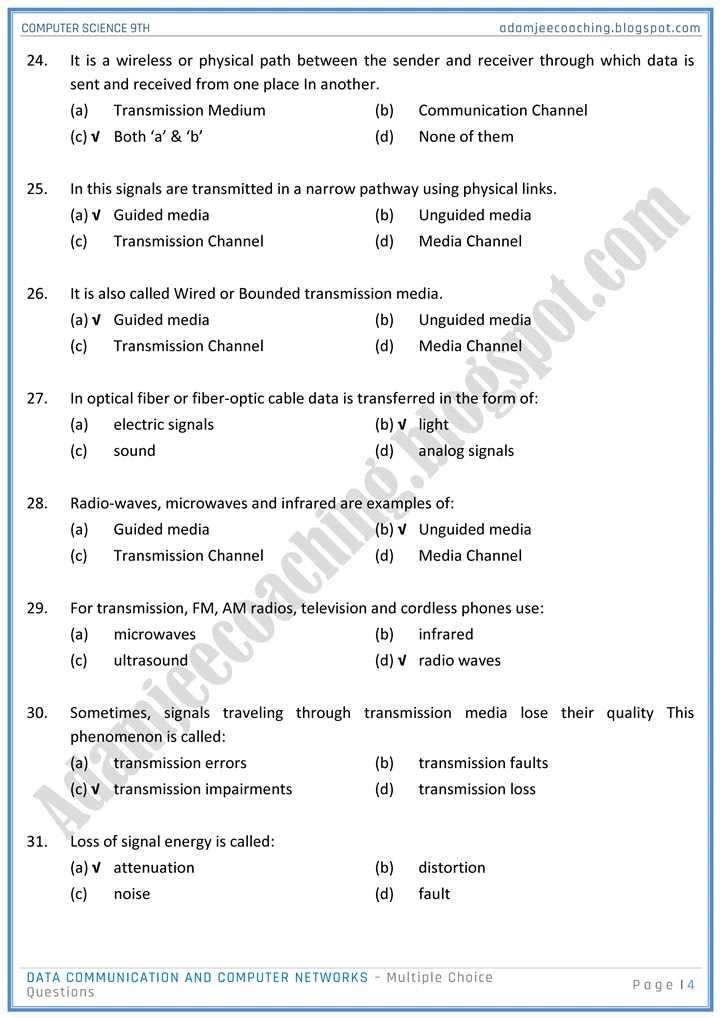 COMPUTER SCIENCE 9TH adamjeecoaching.blogspot.com
24. It is a wireless or physical path between the sender and receiver through which data is
sent and received from one place In another.
(a) Transmission Medium (b) Communication Channel
(c) √ Both ‘a’ & ‘b’ (d) None of them
25. In this signals are transmitted in a narrow pathway using physical links.
(a) √ Guided media (b) Unguided media
(c) Transmission Channel (d) Media Channel
26. It is also called Wired or Bounded transmission media.
(a) √ Guided media (b) Unguided media
(c) Transmission Channel (d) Media Channel
27. In optical fiber or fiber-optic cable data is transferred in the form of:
(a) electric signals (b) √ light
(c) sound (d) analog signals
28. Radio-waves, microwaves and infrared are examples of:
(a) Guided media (b) √ Unguided media
(c) Transmission Channel (d) Media Channel
29. For transmission, FM, AM radios, television and cordless phones use:
(a) microwaves (b) infrared
(c) ultrasound (d) √ radio waves
30. Sometimes, signals traveling through transmission media lose their quality This
phenomenon is called:
(a) transmission errors (b) transmission faults
(c) √ transmission impairments (d) transmission loss
31. Loss of signal energy is called:
(a) √ attenuation (b) distortion
(c) noise (d) fault
Adamjeecoaching.blogspot.com
DATA COMMUNICATION AND COMPUTER NETWORKS – Multiple Choice
Questions
Page | 4